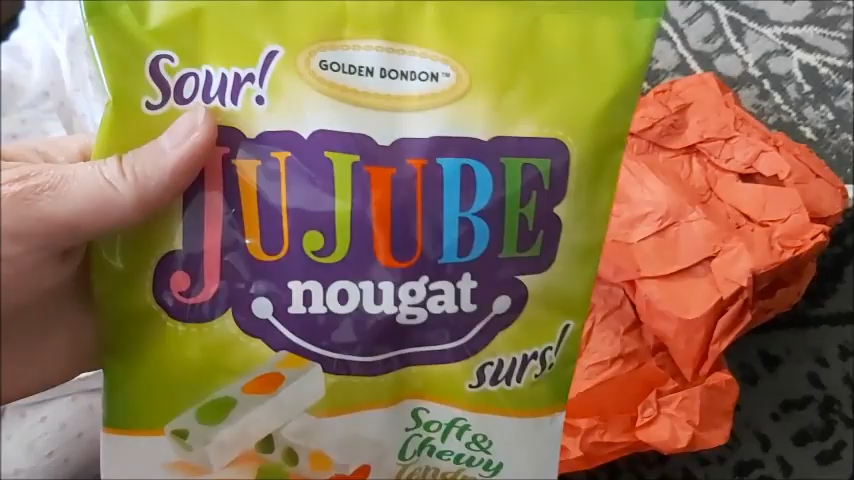 Sour!
GOLDEN BONBON™
JUJUBE
nougat
surs!
Soft &
Chewy